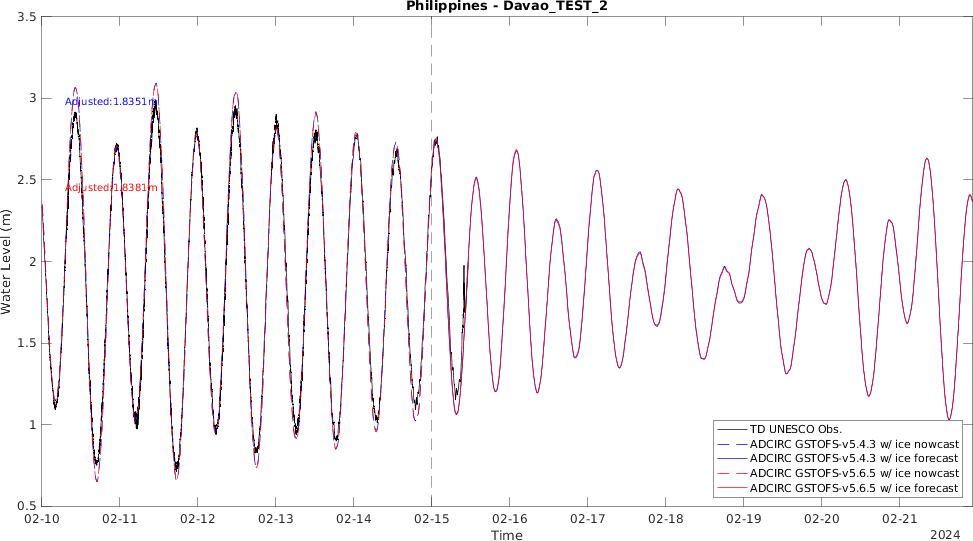 Philippines - Davao_TEST_2
3.5
3
2.5
2
1.5
1
0.5
Water Level (m)
Adjusted:1.8351m
Adjusted:1.8381m
TD UNESCO Obs.
ADCIRC GSTOFS-v5.4.3 w/ ice nowcast
ADCIRC GSTOFS-v5.4.3 w/ ice forecast
ADCIRC GSTOFS-v5.6.5 w/ ice nowcast
ADCIRC GSTOFS-v5.6.5 w/ ice forecast
02-10 02-11 02-12 02-13 02-14 02-15 02-16 02-17 02-18 02-19 02-20 02-21
Time
2024